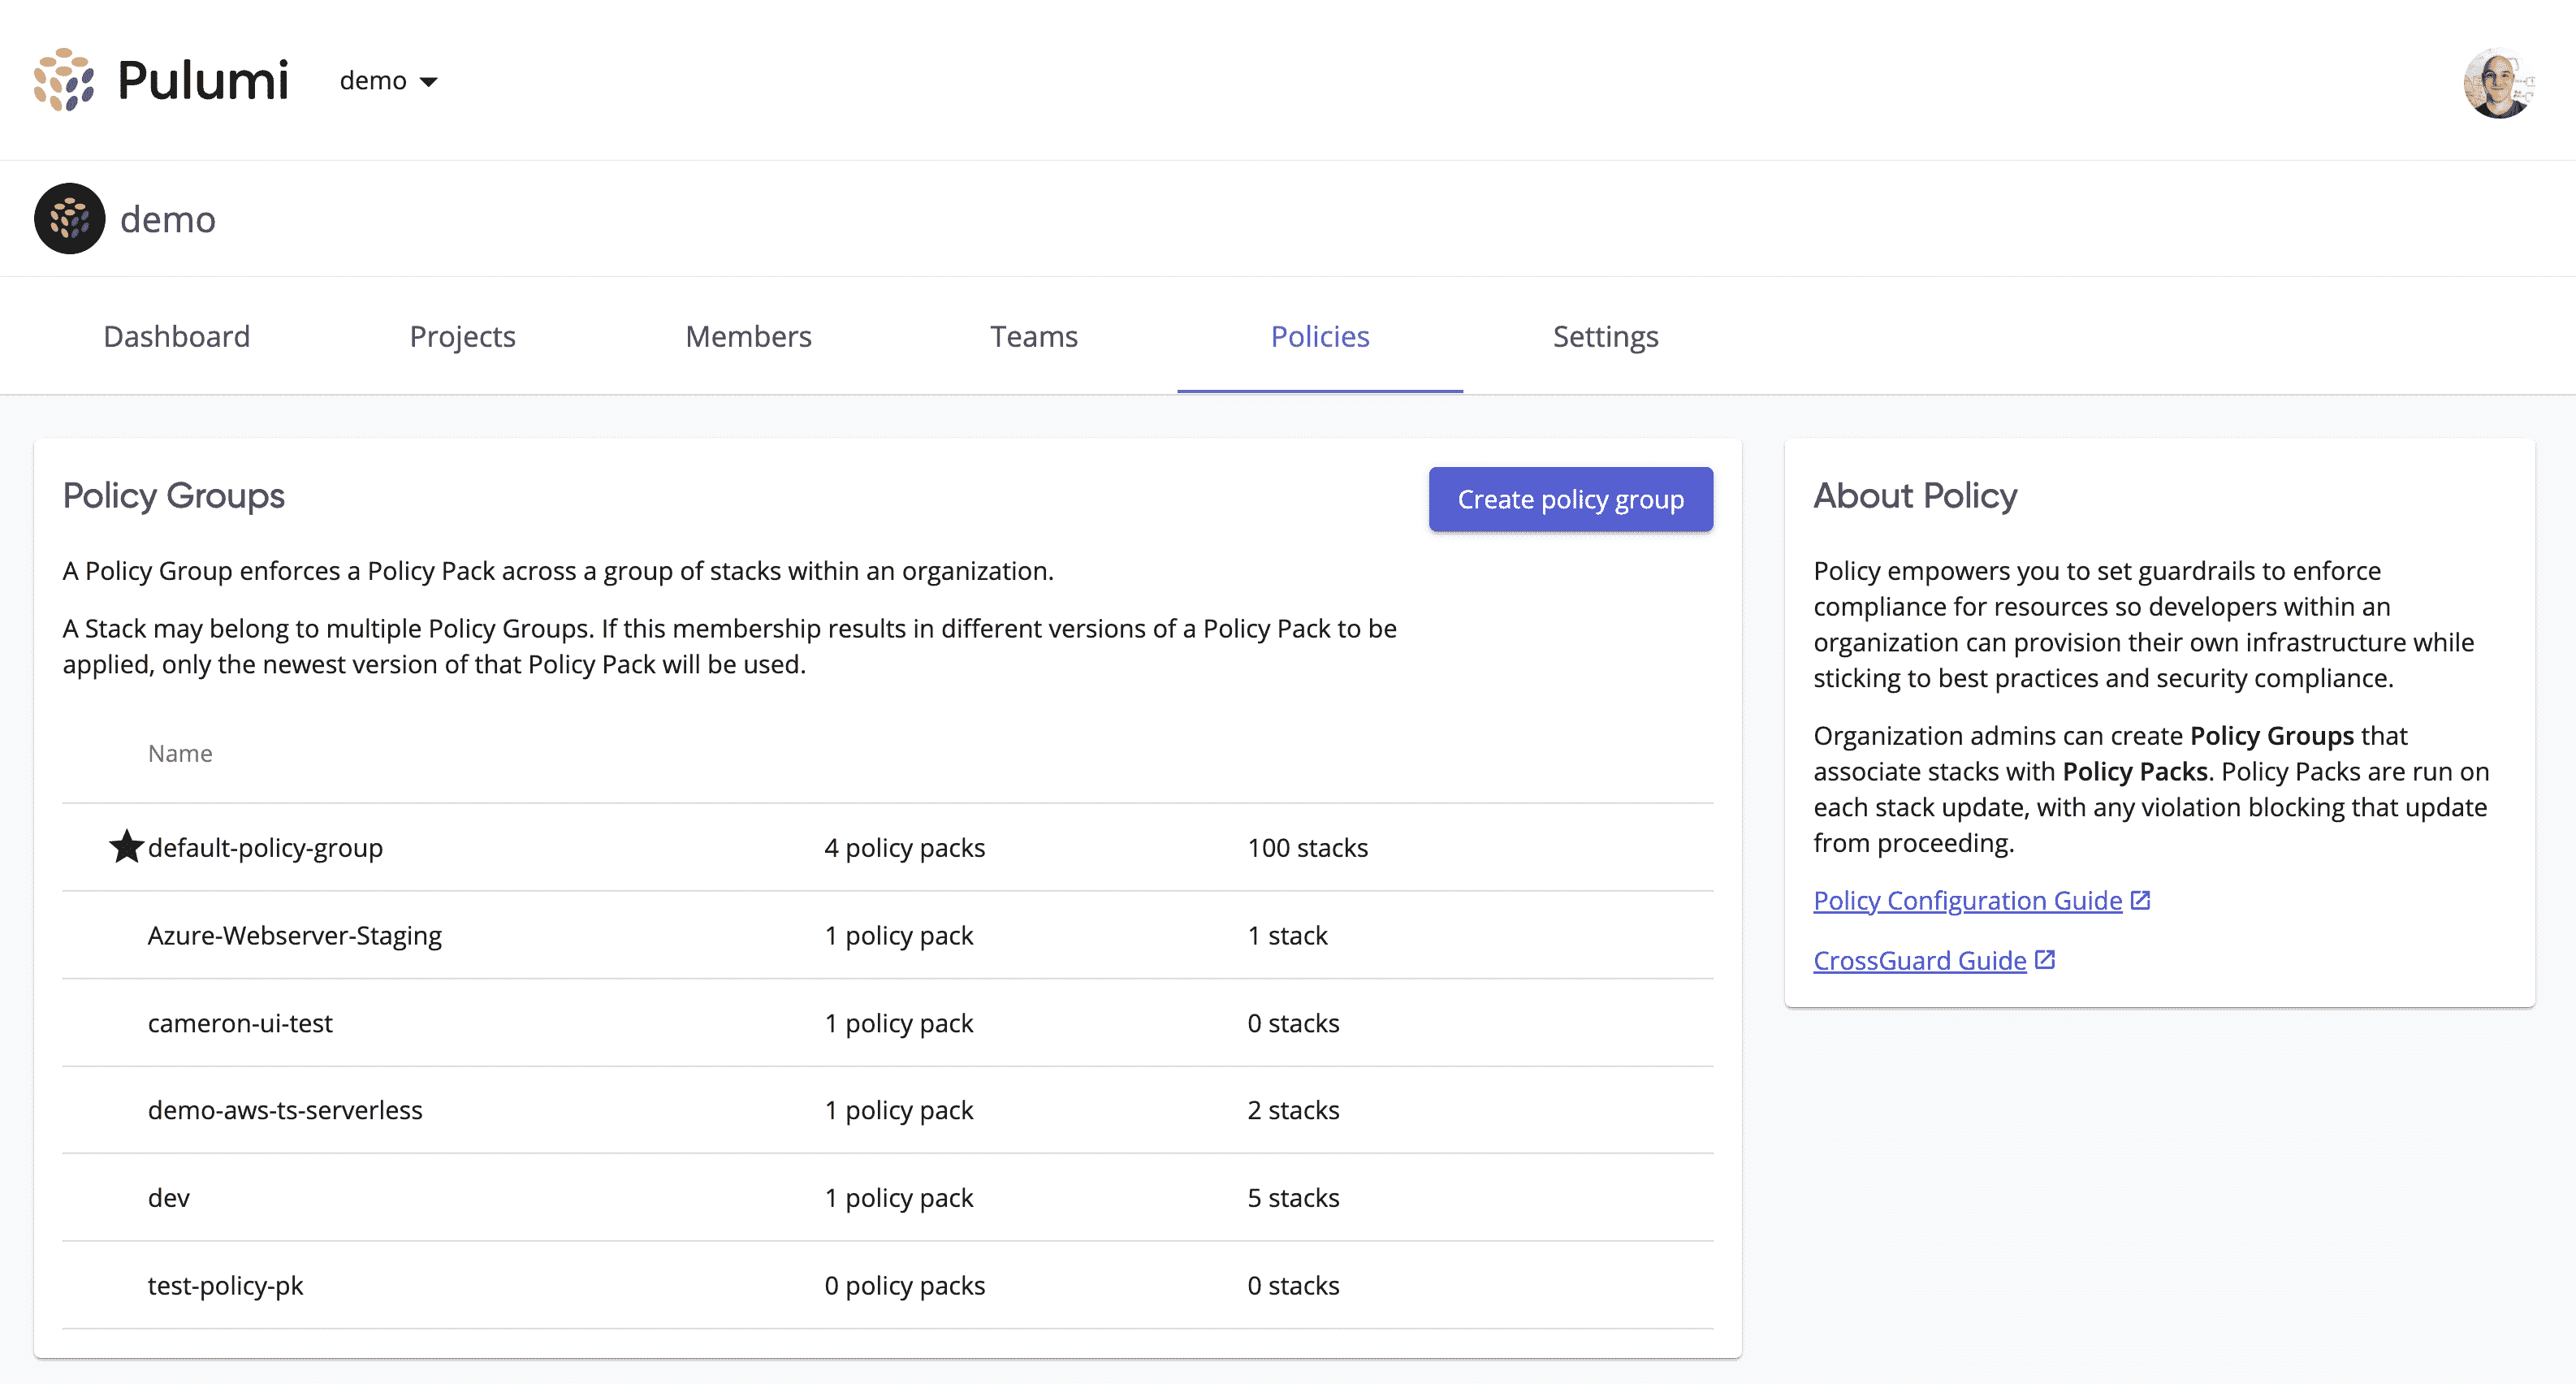 Pulumi
demo
demo
Dashboard
Projects
Members
Teams
Policies
Settings
Policy Groups
Create policy group
A Policy Group enforces a Policy Pack across a group of stacks within an organization.
A Stack may belong to multiple Policy Groups. If this membership results in different versions of a Policy Pack to be
applied, only the newest version of that Policy Pack will be used.
Name
default-policy-group 4 policy packs 100 stacks
Azure-Webserver-Staging 1 policy pack 1 stack
cameron-ui-test 1 policy pack 0 stacks
demo-aws-ts-serverless 1 policy pack 2 stacks
dev 1 policy pack 5 stacks
test-policy-pk 0 policy packs 0 stacks
About Policy
Policy empowers you to set guardrails to enforce
compliance for resources so developers within an
organization can provision their own infrastructure while
sticking to best practices and security compliance.
Organization admins can create Policy Groups that
associate stacks with Policy Packs. Policy Packs are run on
each stack update, with any violation blocking that update
from proceeding.
Policy Configuration Guide
CrossGuard Guide